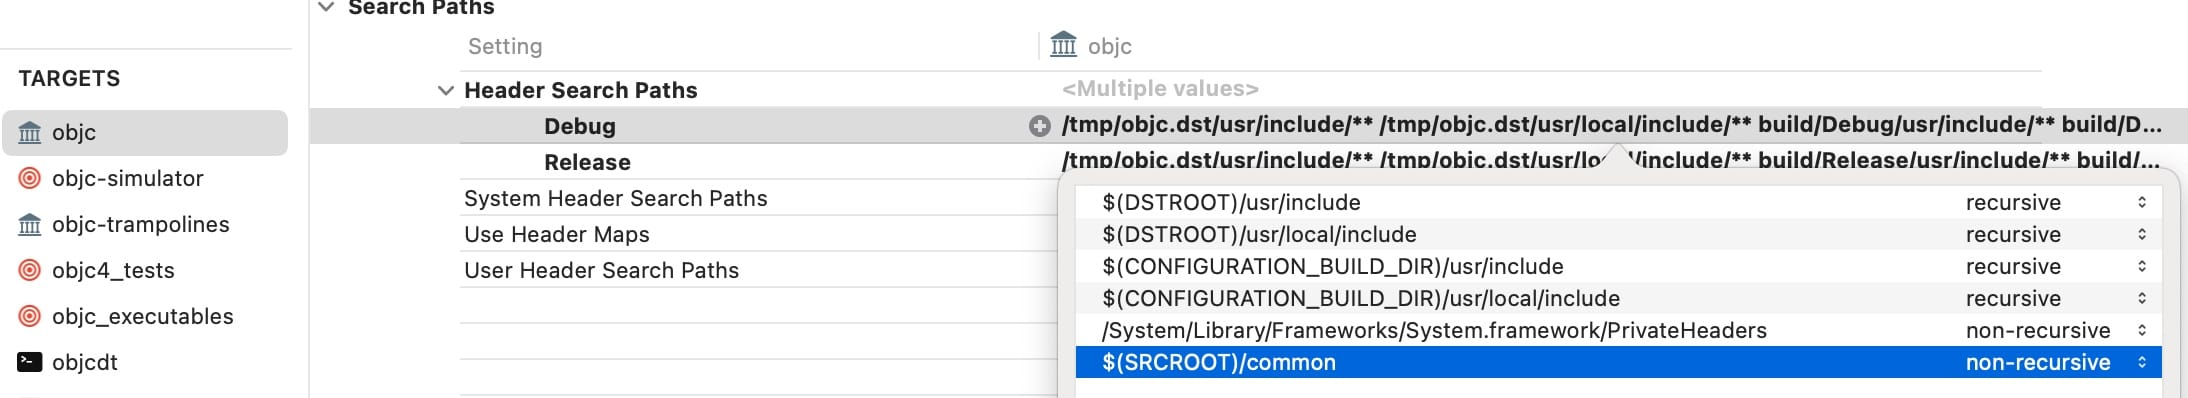 Search Paths
Setting objc
TARGETS
Header Search Paths <Multiple values>
objc
Debug /tmp/objc.dst/usr/include/** /tmp/objc.dst/usr/local/include/** build/Debug/usr/include/** build/D...
Release /tmp/objc.dst/usr/include/** /tmp/objc.dst/usr/local/include/** build/Release/usr/include/** build/...
objc-simulator
System Header Search Paths
$(DSTROOT)/usr/include recursive
objc-trampolines
Use Header Maps
$(DSTROOT)/usr/local/include recursive
objc4_tests
User Header Search Paths
$(CONFIGURATION_BUILD_DIR)/usr/include recursive
$(CONFIGURATION_BUILD_DIR)/usr/local/include recursive
objc_executables
/System/Library/Frameworks/System.framework/PrivateHeaders non-recursive
objcdt
$(SRCROOT)/common non-recursive